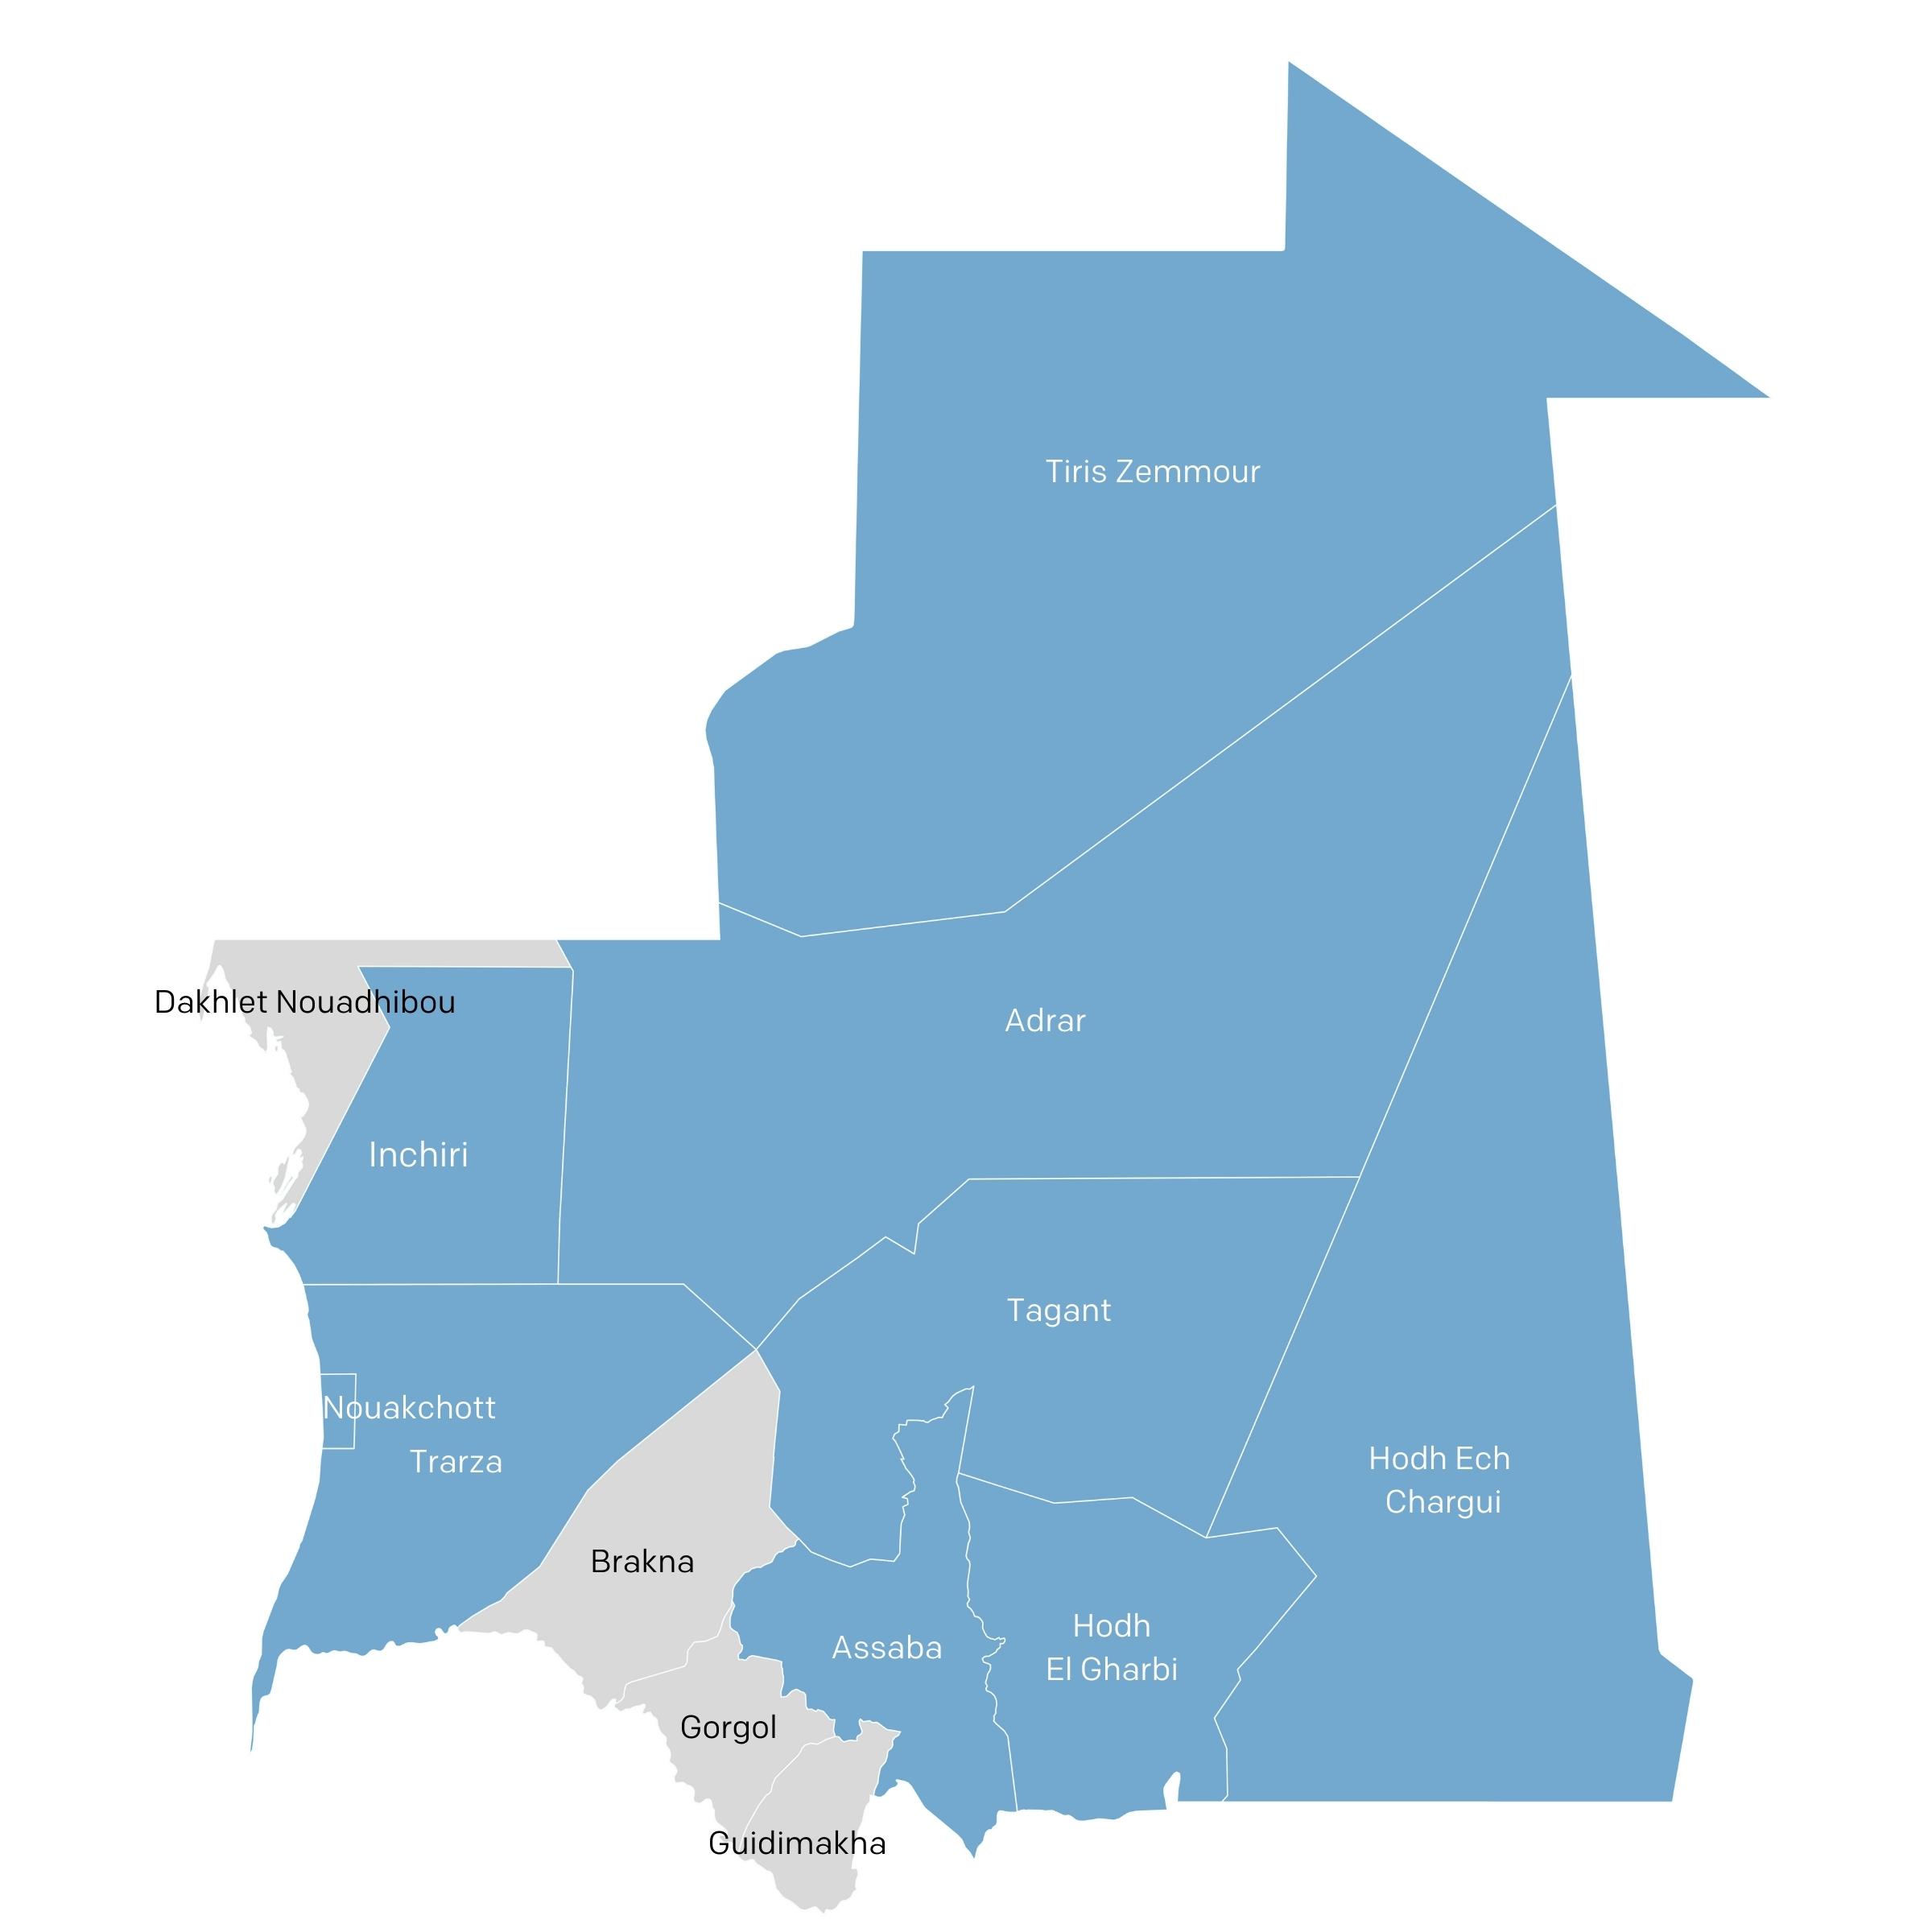 Tiris Zemmour
Dakhlet Nouadhibou
Adrar
Inchiri
Tagant
Nouakchott
Trarza
Hodh Ech
Chargui
Brakna
Hodh
El Gharbi
Assaba
Gorgol
Guidimakha